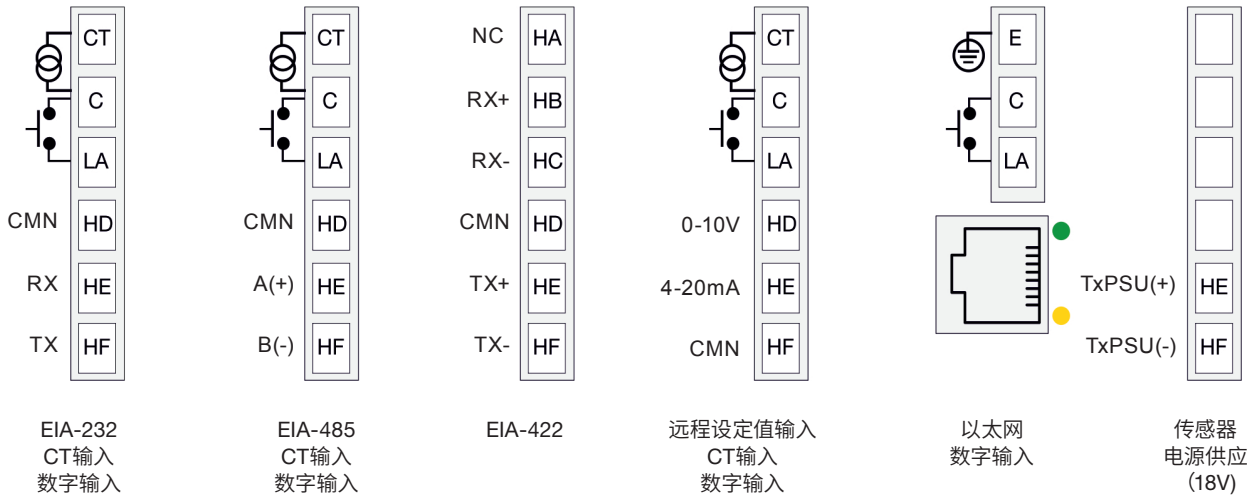 CT
C
LA
CMN HD
RX HE
TX HF
EIA-232
CT输入
数字输入
CT
C
LA
CMN HD
A(+) HE
B(-) HF
EIA-485
CT输入
数字输入
NC HA
RX+ HB
RX- HC
CMN HD
TX+ HE
TX- HF
EIA-422
CT
C
LA
0-10V HD
4-20mA HE
CMN HF
远程设定值输入
CT输入
数字输入
E
C
LA
以太网
数字输入
TxPSU(+) HE
TxPSU(-) HF
传感器
电源供应
(18V)